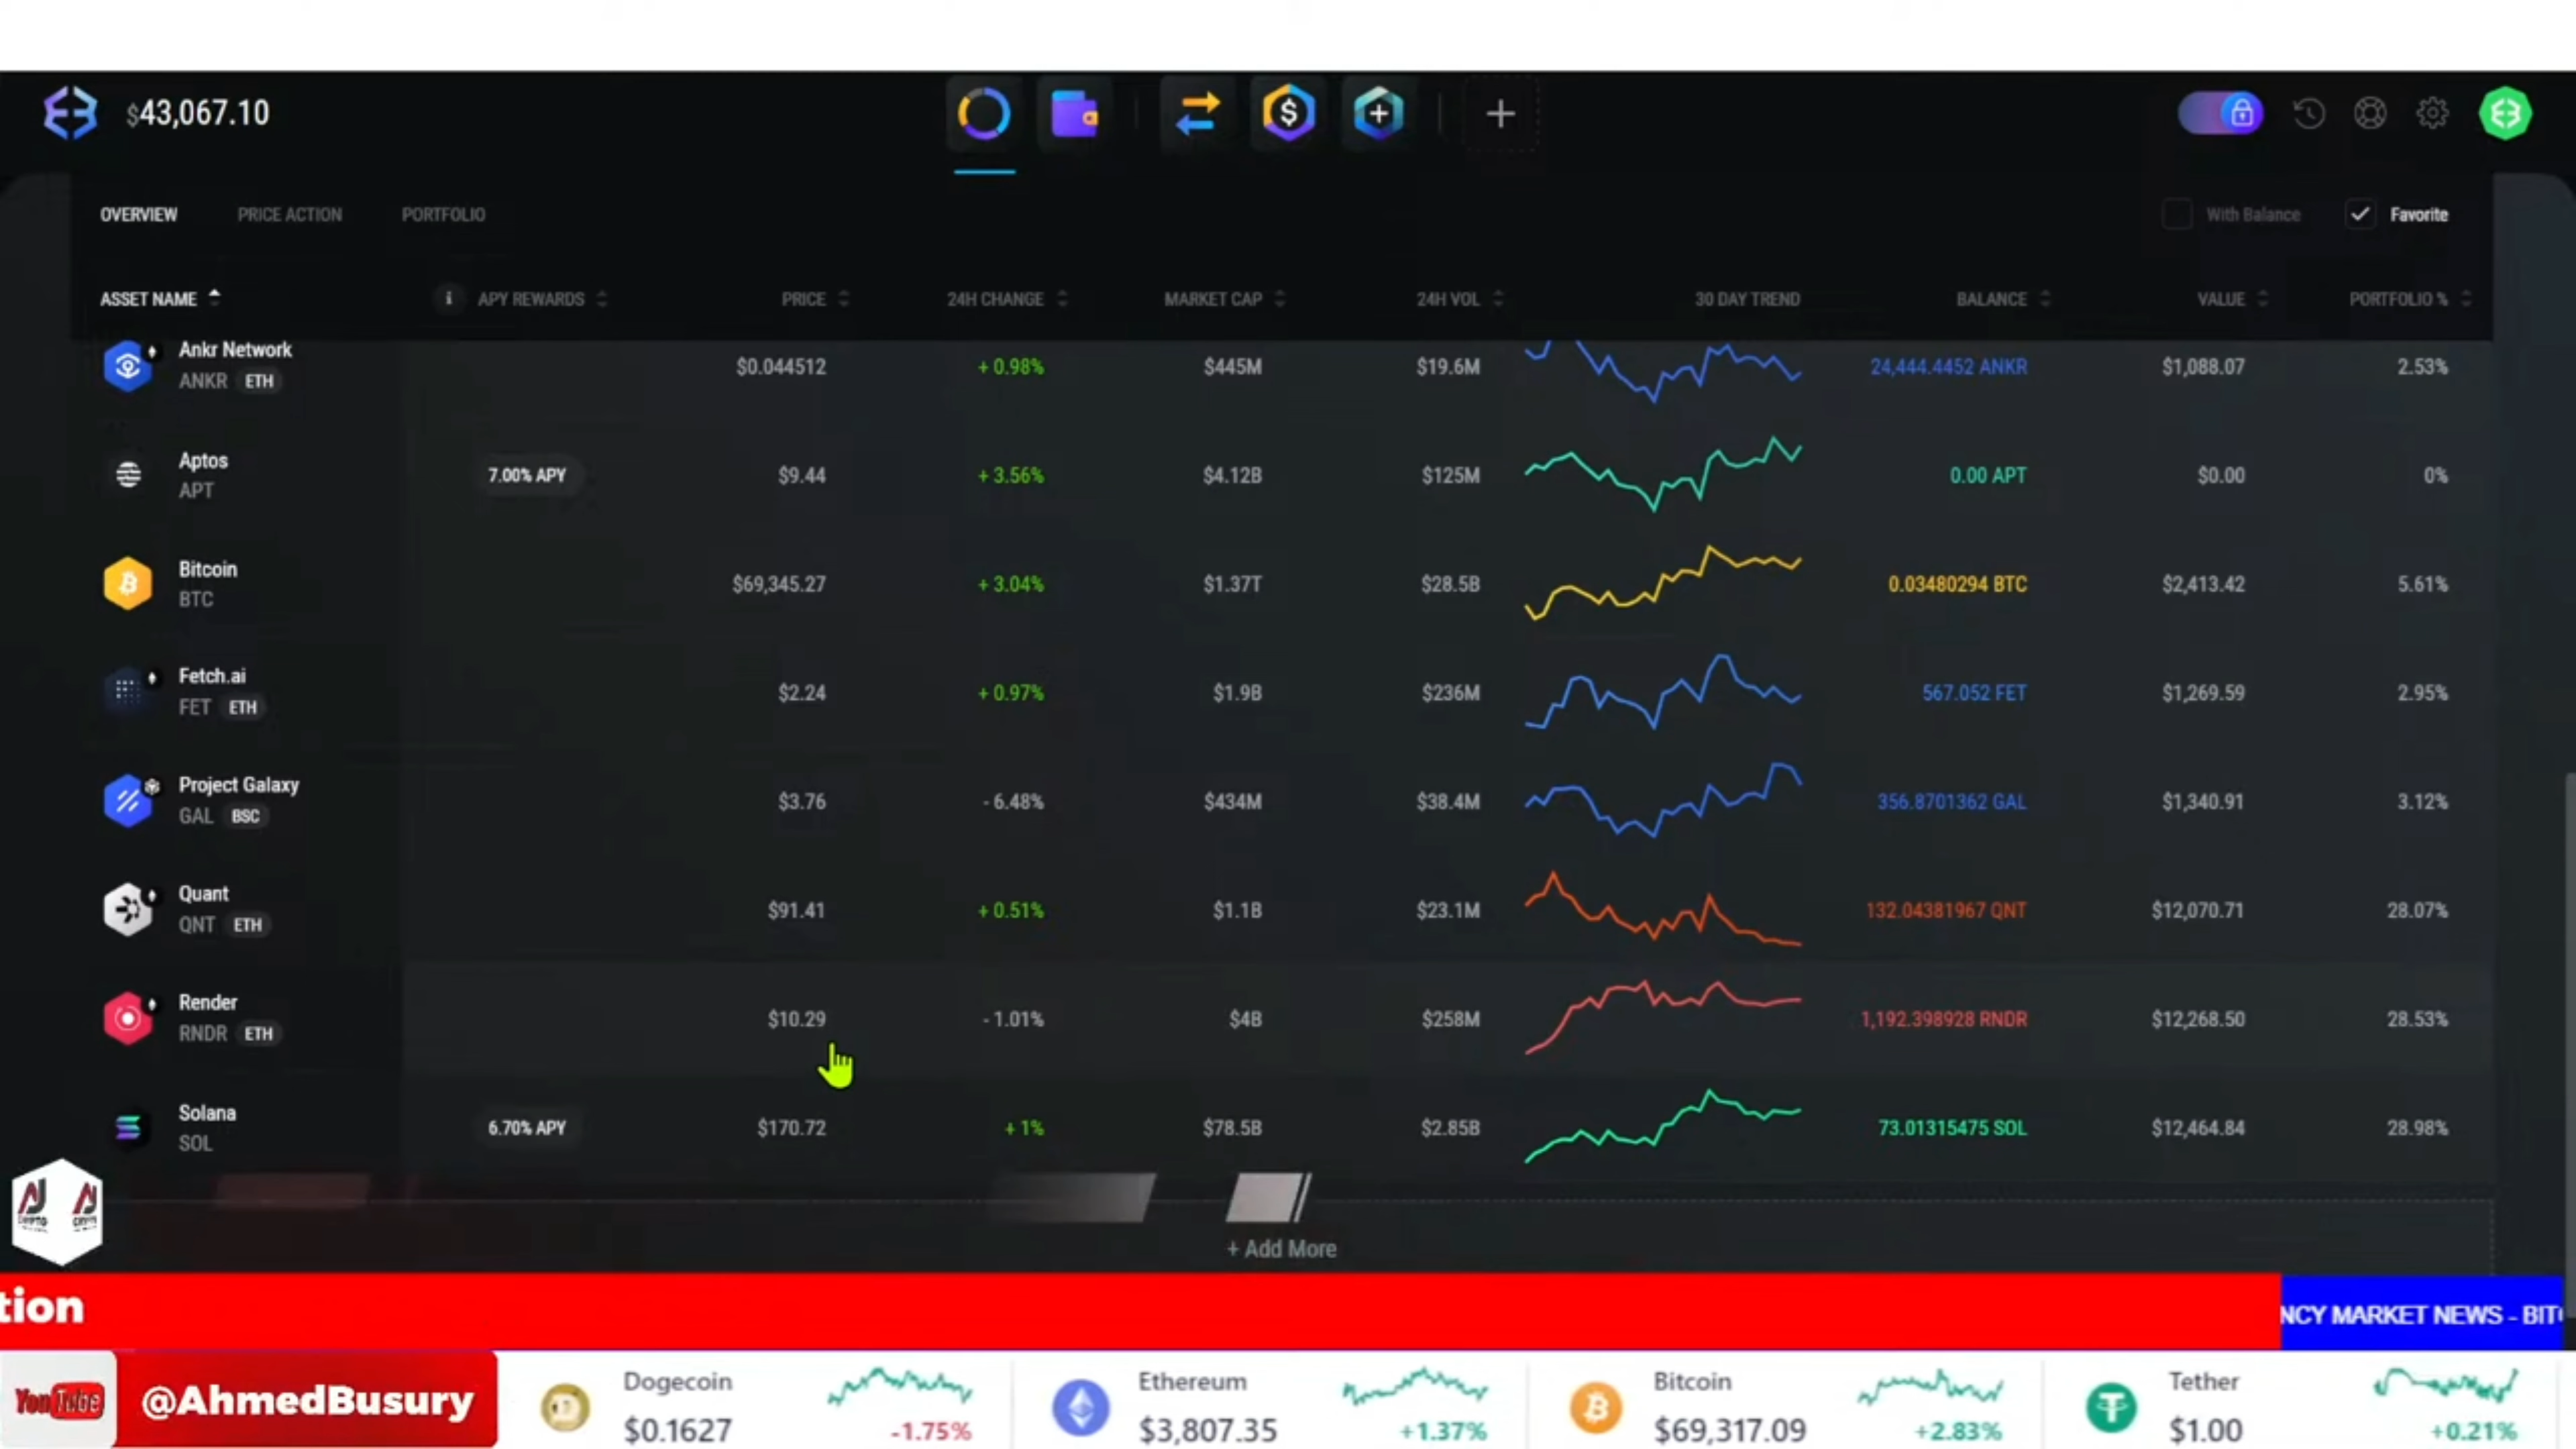 $43,067.10
OVERVIEW PRICE ACTION PORTFOLIO With Balance Favorite
ASSET NAME i APY REWARDS PRICE 24H CHANGE MARKET CAP 24H VOL 30 DAY TREND BALANCE VALUE PORTFOLIO %
Ankr Network
ANKR ETH $0.044512 + 0.98% $445M $19.6M 24,444.4452 ANKR $1,088.07 2.53%
Aptos
APT 7.00% APY $9.44 + 3.56% $4.12B $125M 0.00 APT $0.00 0%
Bitcoin
BTC $69,345.27 + 3.04% $1.37T $28.5B 0.03480294 BTC $2,413.42 5.61%
Fetch.ai
FET ETH $2.24 + 0.97% $1.9B $236M 567.052 FET $1,269.59 2.95%
Project Galaxy
GAL BSC $3.76 - 6.48% $434M $38.4M 356.8701362 GAL $1,340.91 3.12%
Quant
QNT ETH $91.41 + 0.51% $1.1B $23.1M 132.04381967 QNT $12,070.71 28.07%
Render
RNDR ETH $10.29 - 1.01% $4B $258M 1,192.398928 RNDR $12,268.50 28.53%
Solana
SOL 6.70% APY $170.72 + 1% $78.5B $2.85B 73.01315475 SOL $12,464.84 28.98%
+ Add More
tion
NCY MARKET NEWS - BIT
YouTube @AhmedBusury
Dogecoin
$0.1627 -1.75%
Ethereum
$3,807.35 +1.37%
Bitcoin
$69,317.09 +2.83%
Tether
$1.00 +0.21%